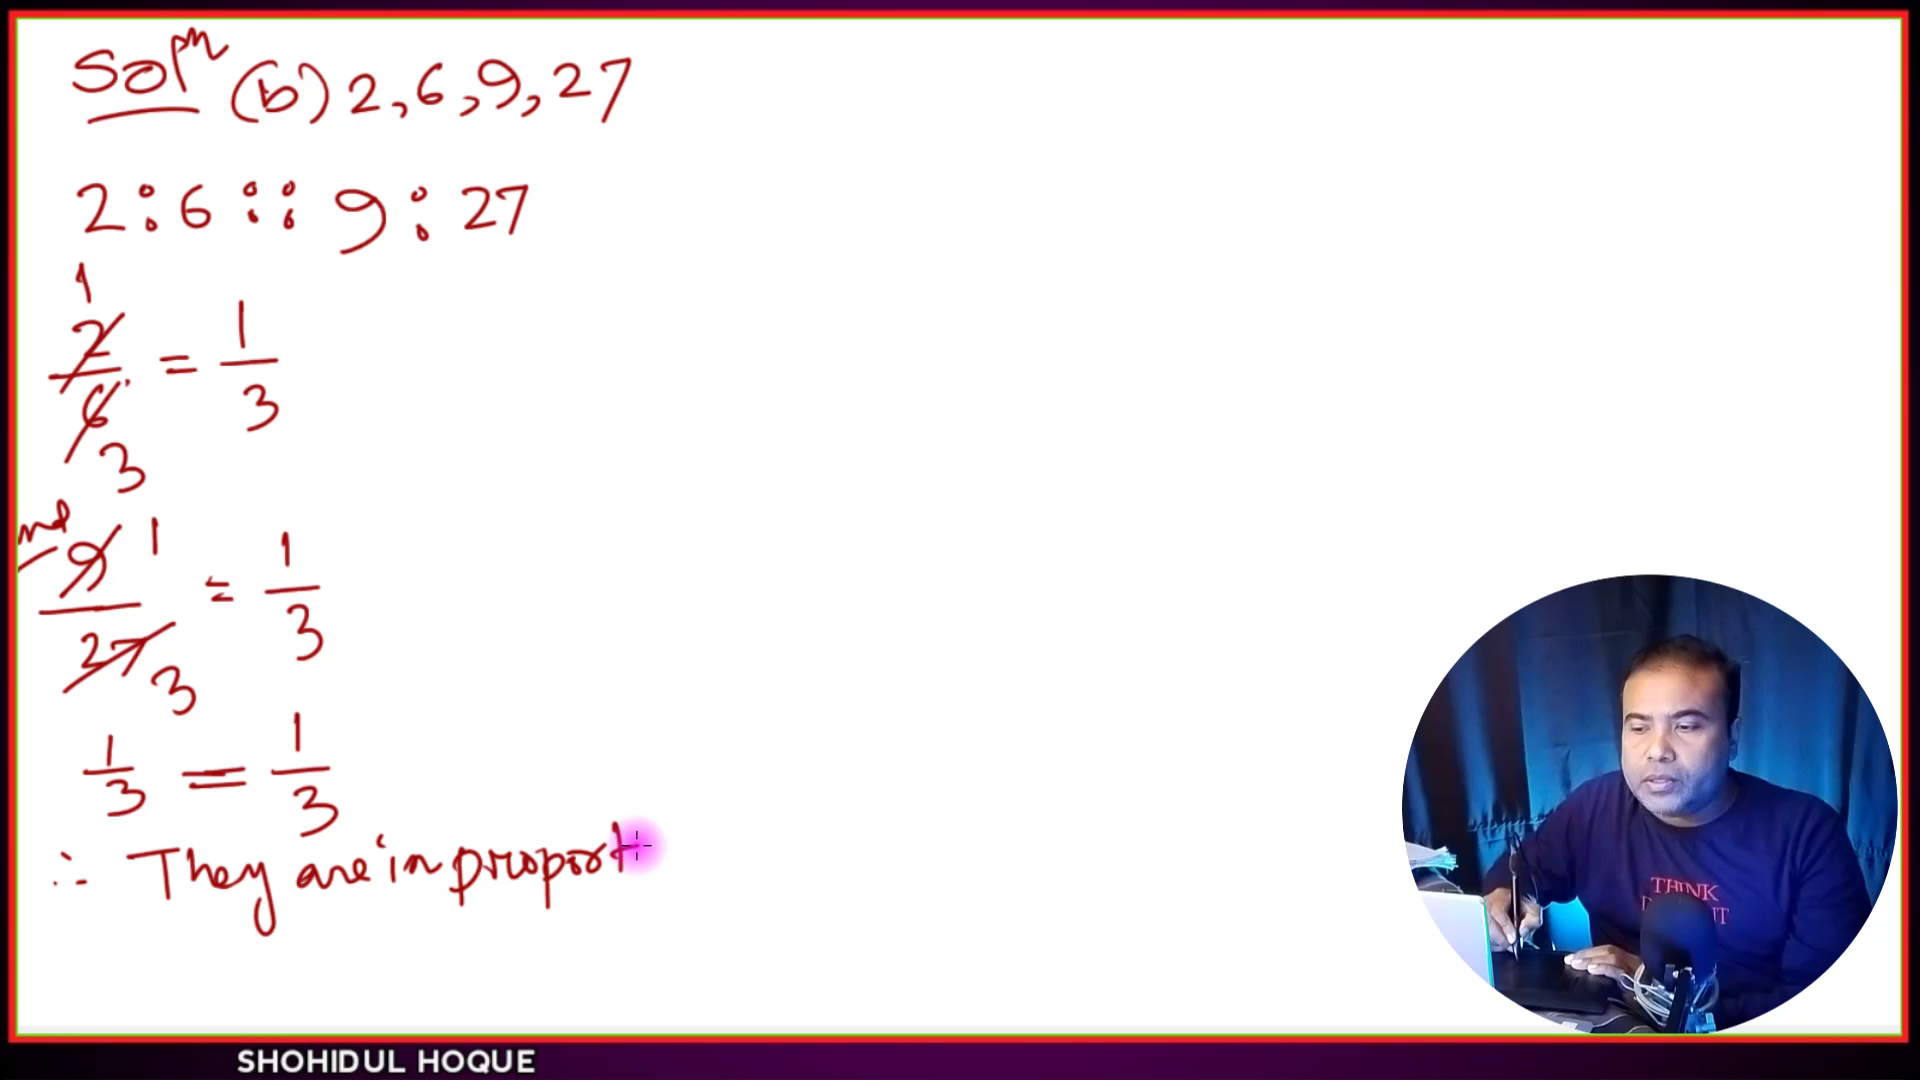 Solⁿ (b) 2, 6, 9, 27
2 : 6 :: 9 : 27
1
2/6 = 1/3
3
nd
9/27 = 1/3
1
3
1/3 = 1/3
∴ They are in proport
THINK
SHOHIDUL HOQUE